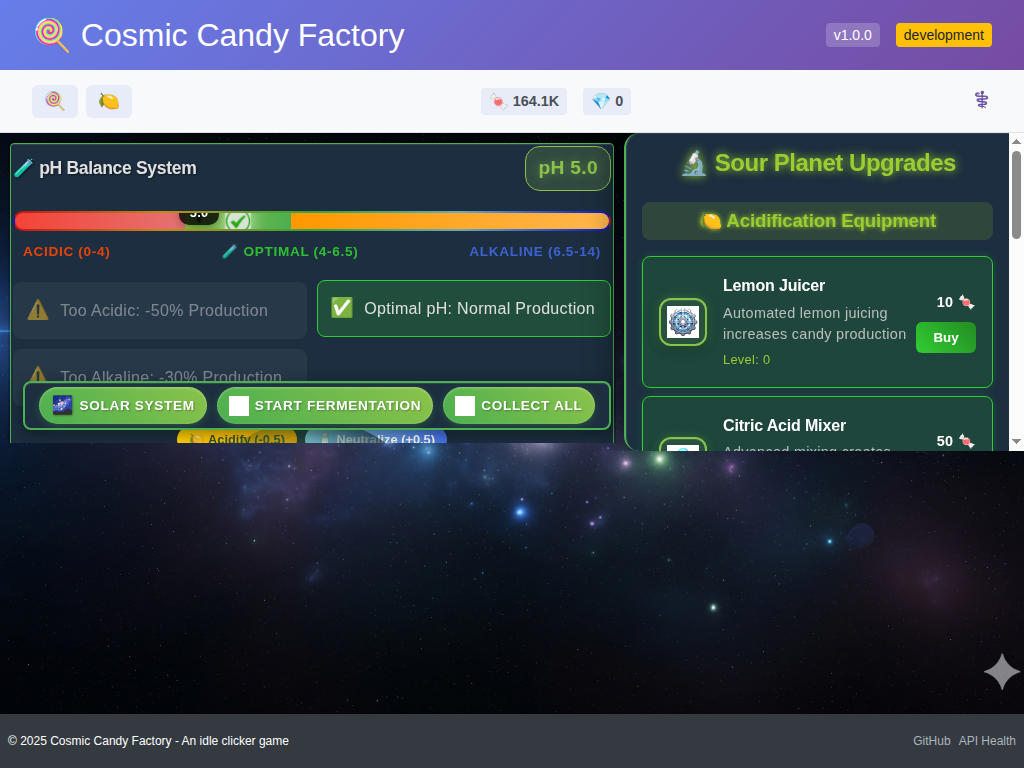 Cosmic Candy Factory
v1.0.0
development
164.1K
0
pH Balance System
pH 5.0
5.0
ACIDIC (0-4)
OPTIMAL (4-6.5)
ALKALINE (6.5-14)
Too Acidic: -50% Production
Optimal pH: Normal Production
Too Alkaline: -30% Production
SOLAR SYSTEM
START FERMENTATION
COLLECT ALL
Acidify (-0.5)
Neutralize (+0.5)
Sour Planet Upgrades
Acidification Equipment
Lemon Juicer
Automated lemon juicing
increases candy production
Level: 0
10
Buy
Citric Acid Mixer
Advanced mixing creates
50
© 2025 Cosmic Candy Factory - An idle clicker game
GitHub
API Health